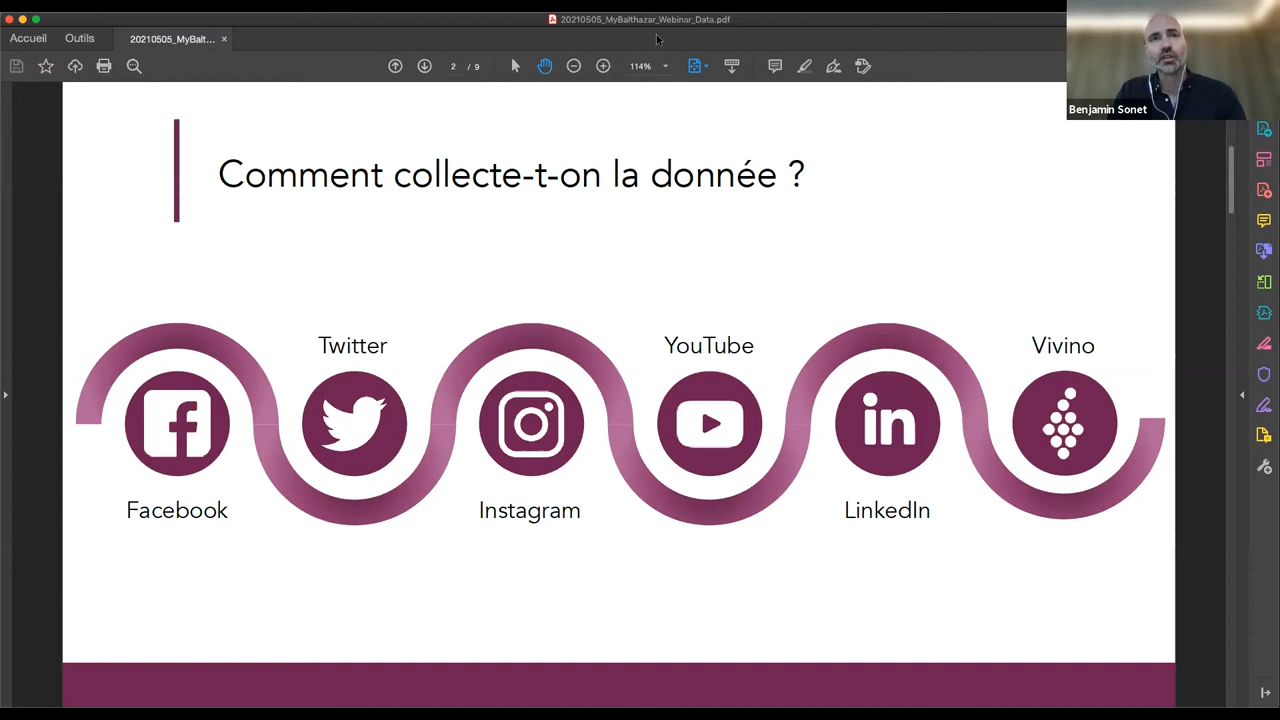 20210505_MyBalthazar_Webinar_Data.pdf
Accueil
Outils
20210505_MyBalt...
2 / 9
114%
Benjamin Sonet
Comment collecte-t-on la donnée ?
Twitter
YouTube
Vivino
Facebook
Instagram
LinkedIn